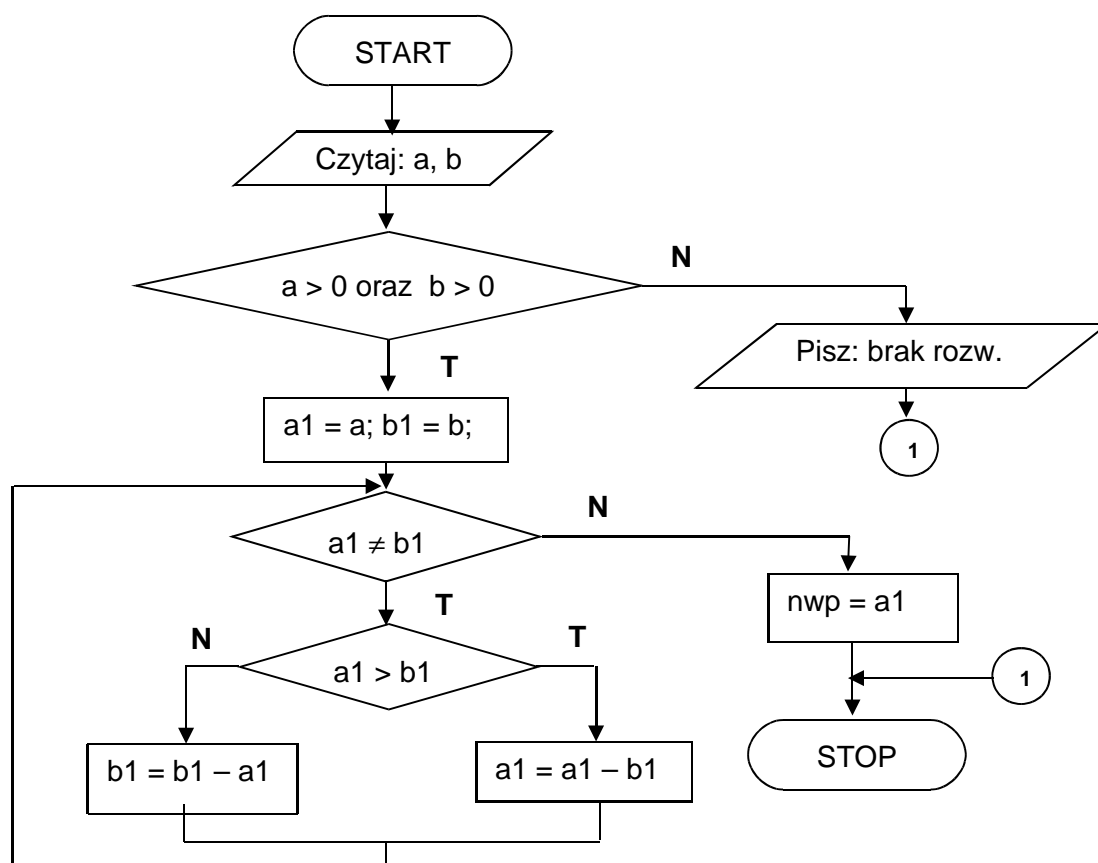 START
Czytaj: a, b
a > 0 oraz b > 0
N
T
Pisz: brak rozw.
1
a1 = a; b1 = b;
a1 ≠ b1
N
T
nwp = a1
a1 > b1
N
T
1
b1 = b1 – a1
a1 = a1 – b1
STOP